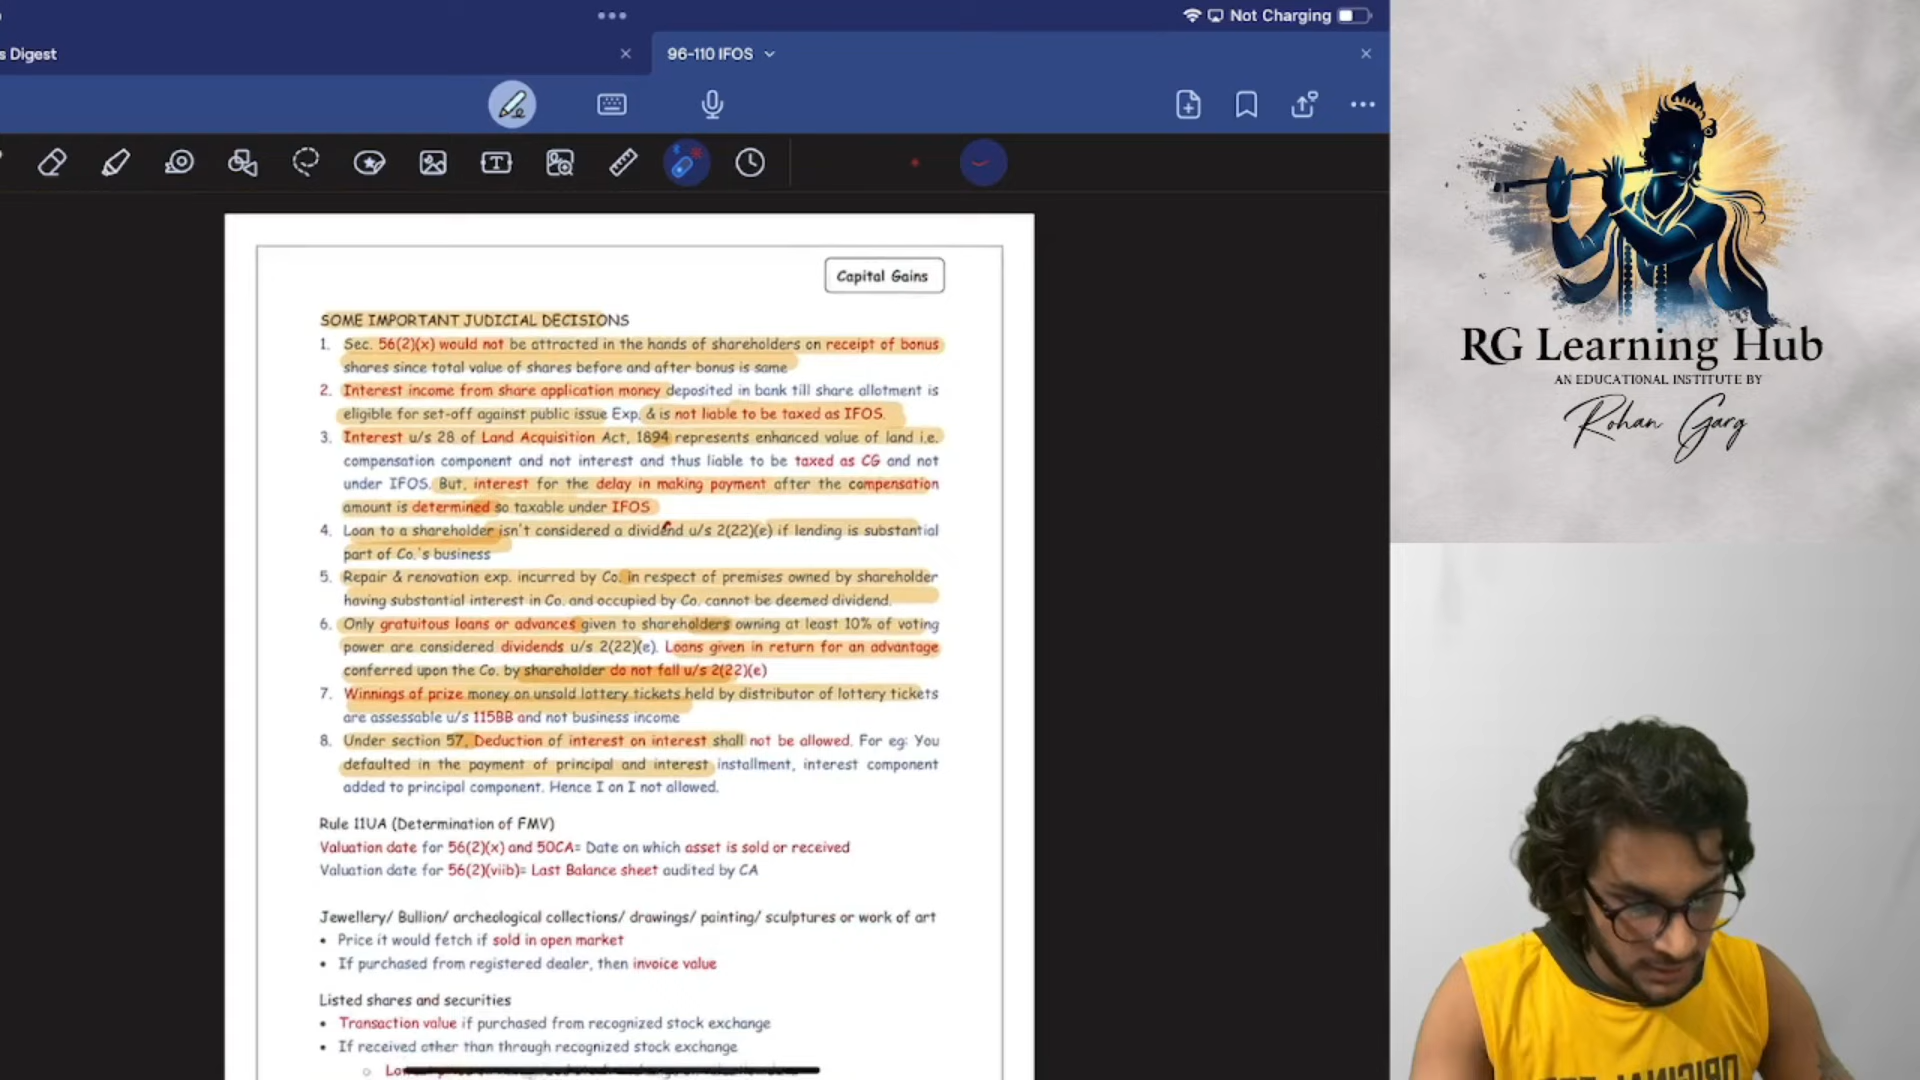 Not Charging
s Digest
96-110 IFOS
Capital Gains
SOME IMPORTANT JUDICIAL DECISIONS
1. Sec. 56(2)(x) would not be attracted in the hands of shareholders on receipt of bonus
shares since total value of shares before and after bonus is same
2. Interest income from share application money deposited in bank till share allotment is
eligible for set-off against public issue Exp. & is not liable to be taxed as IFOS.
3. Interest u/s 28 of Land Acquisition Act, 1894 represents enhanced value of land i.e.
compensation component and not interest and thus liable to be taxed as CG and not
under IFOS. But, interest for the delay in making payment after the compensation
amount is determined so taxable under IFOS
4. Loan to a shareholder isn't considered a dividend u/s 2(22)(e) if lending is substantial
part of Co.'s business
5. Repair & renovation exp. incurred by Co. in respect of premises owned by shareholder
having substantial interest in Co. and occupied by Co. cannot be deemed dividend.
6. Only gratuitous loans or advances given to shareholders owning at least 10% of voting
power are considered dividends u/s 2(22)(e). Loans given in return for an advantage
conferred upon the Co. by shareholder do not fall u/s 2(22)(e)
7. Winnings of prize money on unsold lottery tickets held by distributor of lottery tickets
are assessable u/s 115BB and not business income
8. Under section 57, Deduction of interest on interest shall not be allowed. For eg: You
defaulted in the payment of principal and interest installment, interest component
added to principal component. Hence I on I not allowed.
Rule 11UA (Determination of FMV)
Valuation date for 56(2)(x) and 50CA= Date on which asset is sold or received
Valuation date for 56(2)(viib)= Last Balance sheet audited by CA
Jewellery/ Bullion/ archeological collections/ drawings/ painting/ sculptures or work of art
• Price it would fetch if sold in open market
• If purchased from registered dealer, then invoice value
Listed shares and securities
• Transaction value if purchased from recognized stock exchange
• If received other than through recognized stock exchange
RG Learning Hub
AN EDUCATIONAL INSTITUTE BY
Rohan Garg